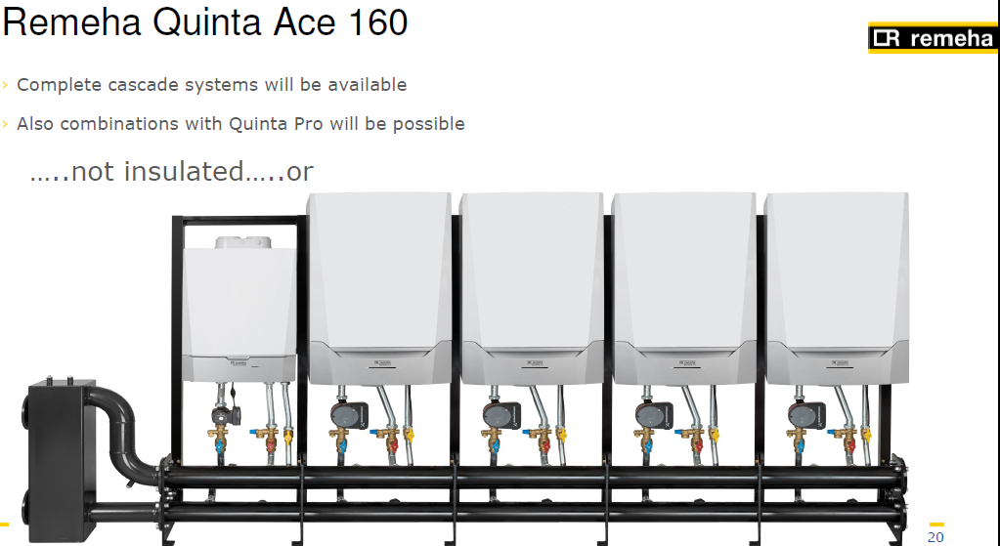 Remeha Quinta Ace 160
remeha
› Complete cascade systems will be available
› Also combinations with Quinta Pro will be possible
…..not insulated…..or
20